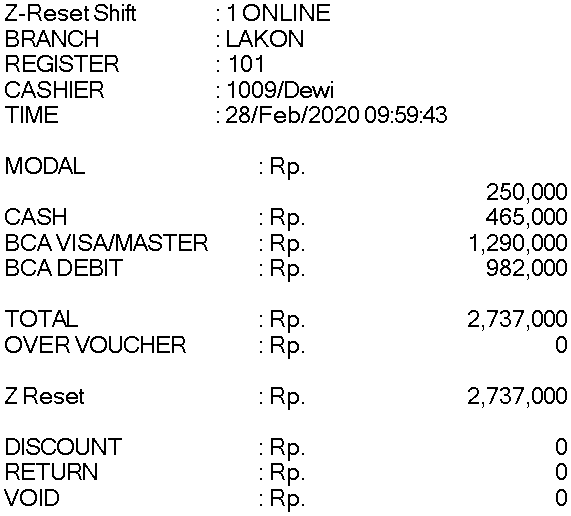 Z-Reset Shift : 1 ONLINE
BRANCH : LAKON
REGISTER : 101
CASHIER : 1009/Dewi
TIME : 28/Feb/2020 09:59:43
MODAL : Rp.
250,000
CASH : Rp. 465,000
BCA VISA/MASTER : Rp. 1,290,000
BCA DEBIT : Rp. 982,000
TOTAL : Rp. 2,737,000
OVER VOUCHER : Rp. 0
Z Reset : Rp. 2,737,000
DISCOUNT : Rp. 0
RETURN : Rp. 0
VOID : Rp. 0